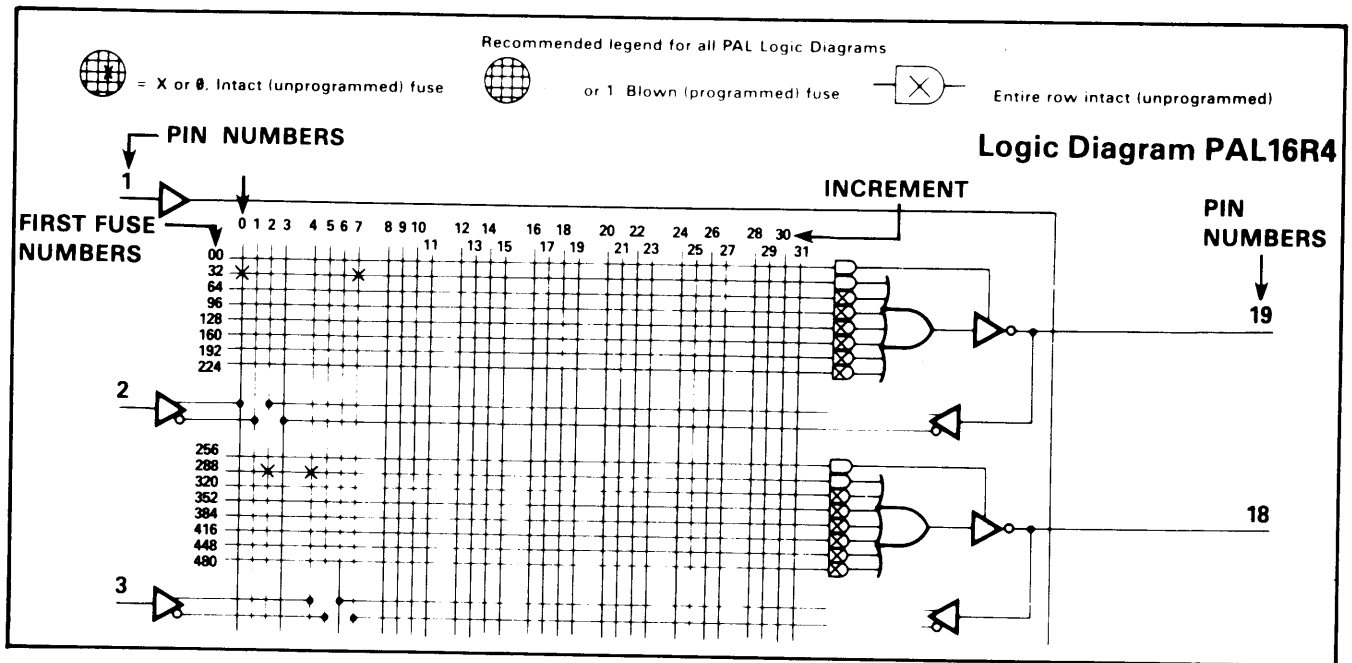 Recommended legend for all PAL Logic Diagrams
= X or 0, Intact (unprogrammed) fuse
or 1 Blown (programmed) fuse
Entire row intact (unprogrammed)
PIN NUMBERS
Logic Diagram PAL16R4
1
INCREMENT
FIRST FUSE
NUMBERS
PIN
NUMBERS
0 1 2 3 4 5 6 7 8 9 10 12 14 16 18 20 22 24 26 28 30
11 13 15 17 19 21 23 25 27 29 31
00
32
64
96
128
160
192
224
19
2
256
288
320
352
384
416
448
480
18
3